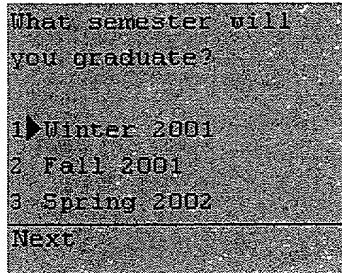 What semester will
you graduate?
1 Winter 2001
2 Fall 2001
3 Spring 2002
Next